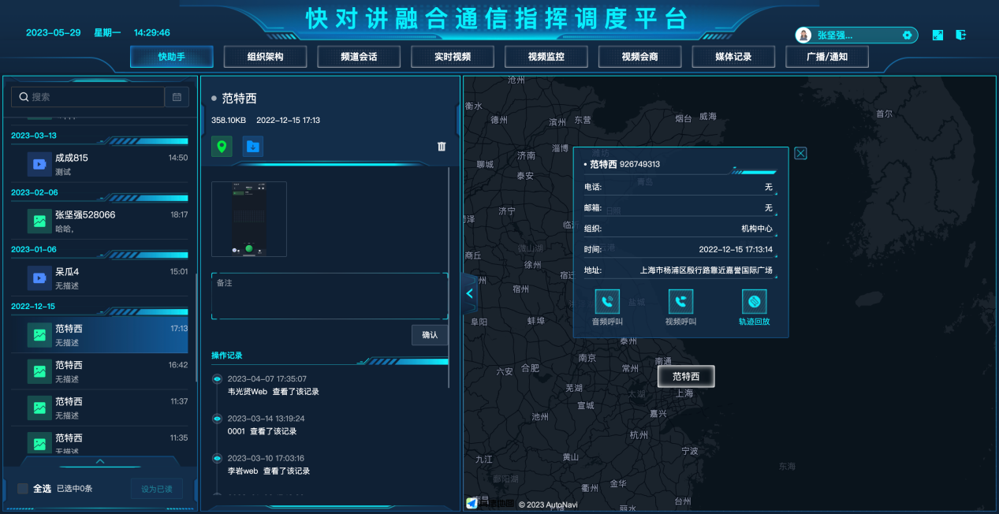 快对讲融合通信指挥调度平台
2023-05-29 星期一 14:29:46
张坚强...
快助手 组织架构 频道会话 实时视频 视频监控 视频会商 媒体记录 广播/通知
搜索
2023-03-13
成成815 14:50
测试
2023-02-06
张坚强528066 18:17
哈哈,
2023-01-06
呆瓜4 15:01
无描述
2022-12-15
范特西 17:13
无描述
范特西 16:42
无描述
范特西 11:37
无描述
范特西 11:35
无描述
全选 已选中0条 设为已读
范特西
358.10KB 2022-12-15 17:13
备注
确认
操作记录
2023-04-07 17:35:07
韦光贤Web 查看了该记录
2023-03-14 13:19:24
0001 查看了该记录
2023-03-10 17:03:16
李岩web 查看了该记录
沧州
衡水
德州
滨州 东营
烟台 威海
首尔
济南
淄博
潍坊
聊城
泰安
青岛
济宁
日照
微山湖
商丘
徐州
宿州
盐城
阜阳
蚌埠
泰州
南京
南通
六安 合肥
常州
芜湖
太湖
上海
宣城
池州
嘉兴
杭州
九江
黄山
宁波
东海
鄱阳湖
衢州
金华
台州
丽水
范特西 926749313
电话: 无
邮箱: 无
组织: 机构中心
时间: 2022-12-15 17:13:14
地址: 上海市杨浦区殷行路靠近嘉誉国际广场
音频呼叫 视频呼叫 轨迹回放
范特西
© 2023 AutoNavi